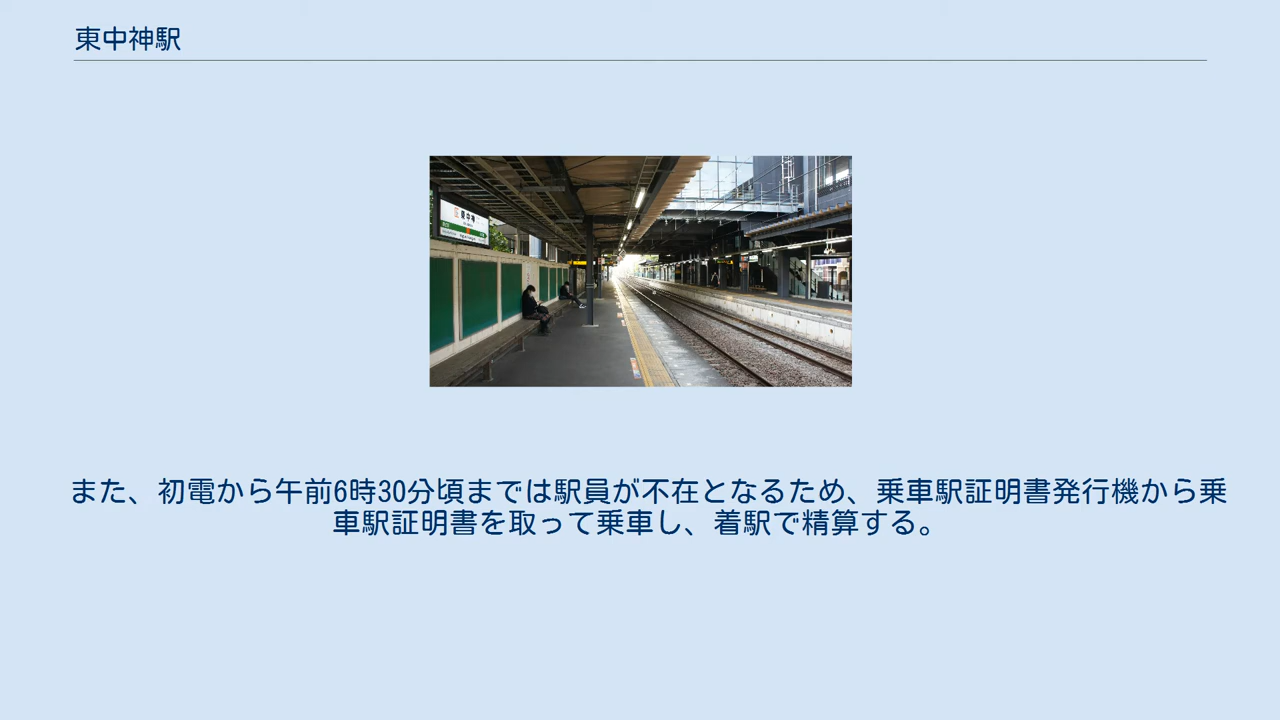 東中神駅
東中神
また、初電から午前6時30分頃までは駅員が不在となるため、乗車駅証明書発行機から乗
車駅証明書を取って乗車し、着駅で精算する。